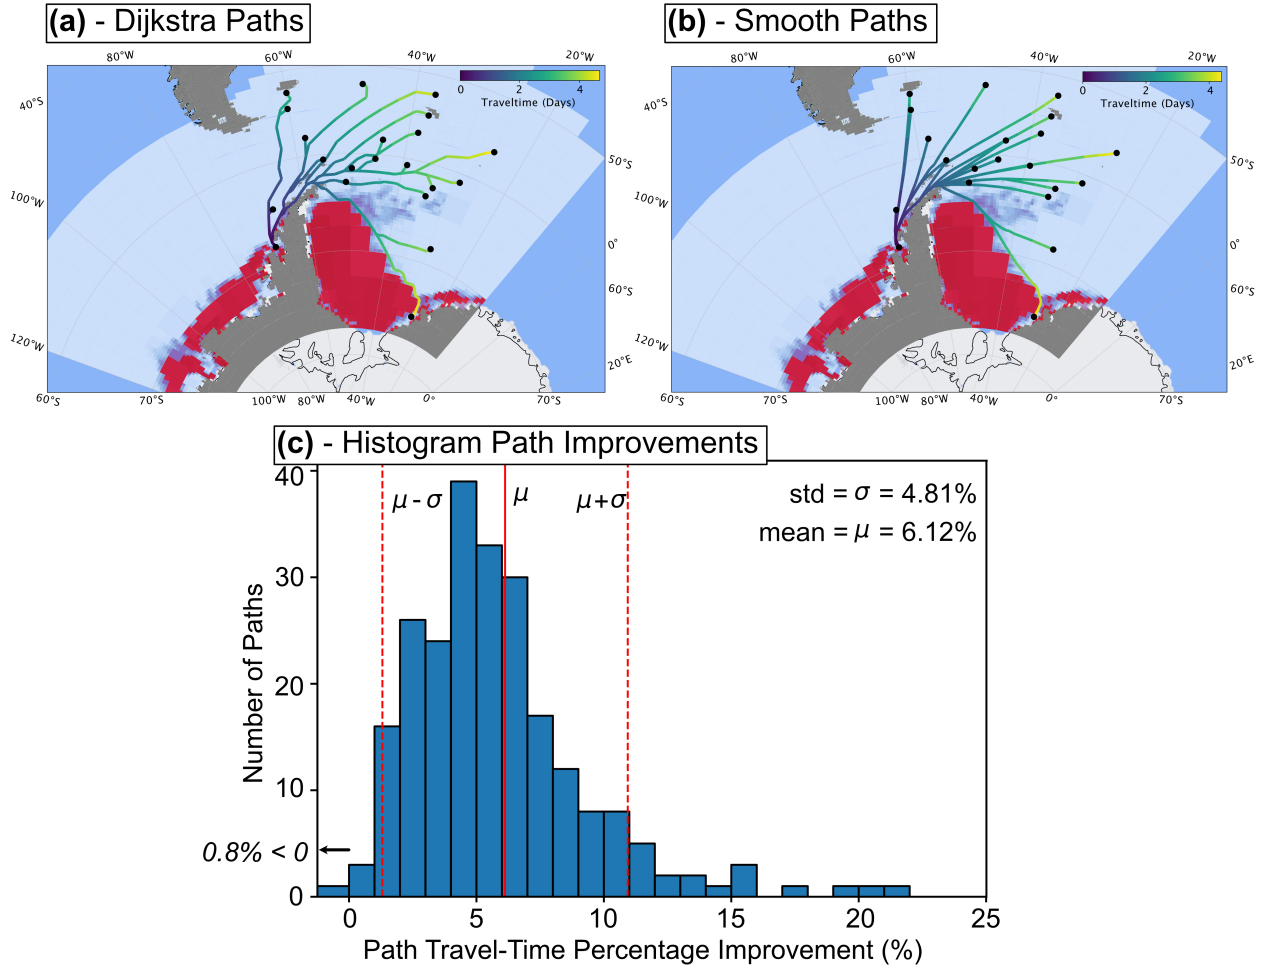 (a) - Dijkstra Paths
(b) - Smooth Paths
80°W 60°W 40°W 20°W
80°W 60°W 40°W 20°W
0 2 4
Traveltime (Days)
0 2 4
Traveltime (Days)
40°S
40°S
50°S
50°S
100°W
100°W
0°
0°
60°S
60°S
120°W
120°W
20°E
20°E
60°S 70°S 100°W 80°W 40°W 0° 70°S
60°S 70°S 100°W 80°W 40°W 0° 70°S
(c) - Histogram Path Improvements
μ - σ
μ
μ+σ
std = σ = 4.81%
mean = μ = 6.12%
40
30
20
10
0
Number of Paths
0.8% < 0
0 5 10 15 20 25
Path Travel-Time Percentage Improvement (%)